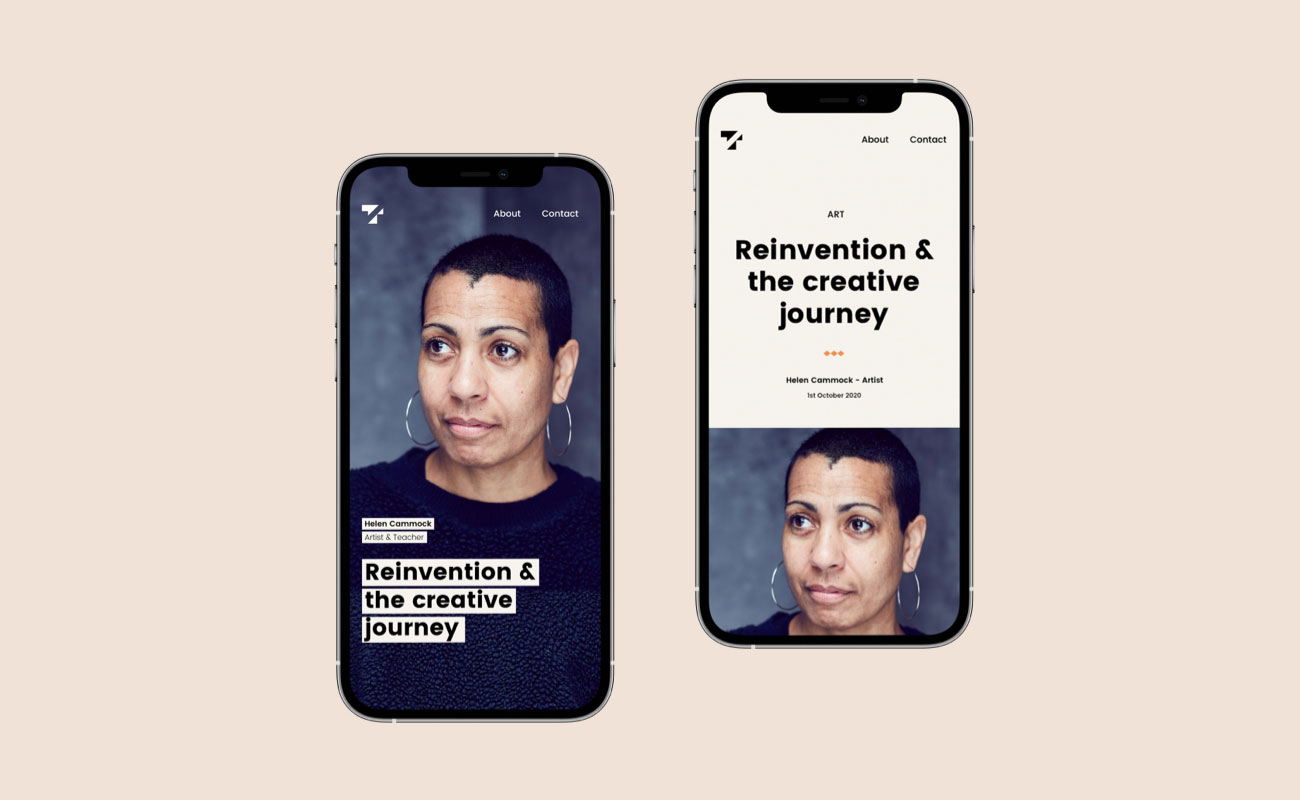 About Contact
Helen Cammock
Artist & Teacher
Reinvention &
the creative
journey
About Contact
ART
Reinvention &
the creative
journey
Helen Cammock - Artist
1st October 2020